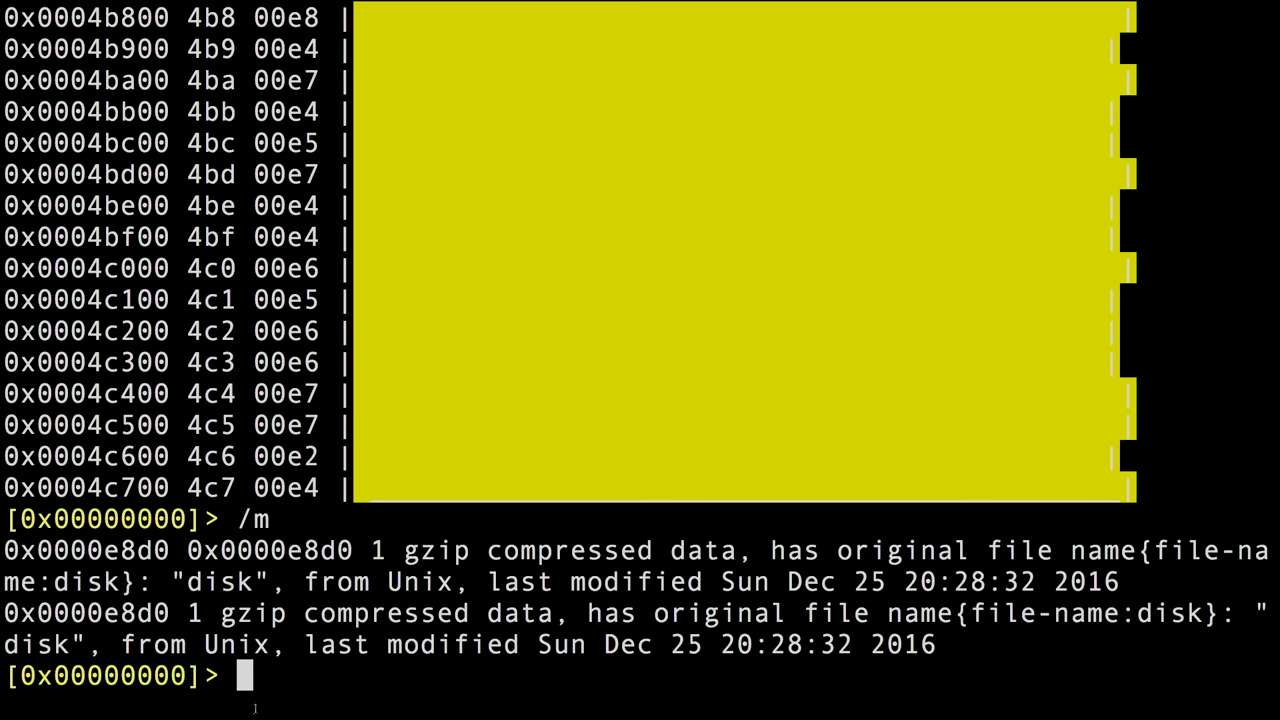 0x0004b800 4b8 00e8 | |
0x0004b900 4b9 00e4 | |
0x0004ba00 4ba 00e7 | |
0x0004bb00 4bb 00e4 | |
0x0004bc00 4bc 00e5 | |
0x0004bd00 4bd 00e7 | |
0x0004be00 4be 00e4 | |
0x0004bf00 4bf 00e4 | |
0x0004c000 4c0 00e6 | |
0x0004c100 4c1 00e5 | |
0x0004c200 4c2 00e6 | |
0x0004c300 4c3 00e6 | |
0x0004c400 4c4 00e7 | |
0x0004c500 4c5 00e7 | |
0x0004c600 4c6 00e2 | |
0x0004c700 4c7 00e4 | |
[0x00000000]> /m
0x0000e8d0 0x0000e8d0 1 gzip compressed data, has original file name{file-na
me:disk}: "disk", from Unix, last modified Sun Dec 25 20:28:32 2016
0x0000e8d0 1 gzip compressed data, has original file name{file-name:disk}: "
disk", from Unix, last modified Sun Dec 25 20:28:32 2016
[0x00000000]>